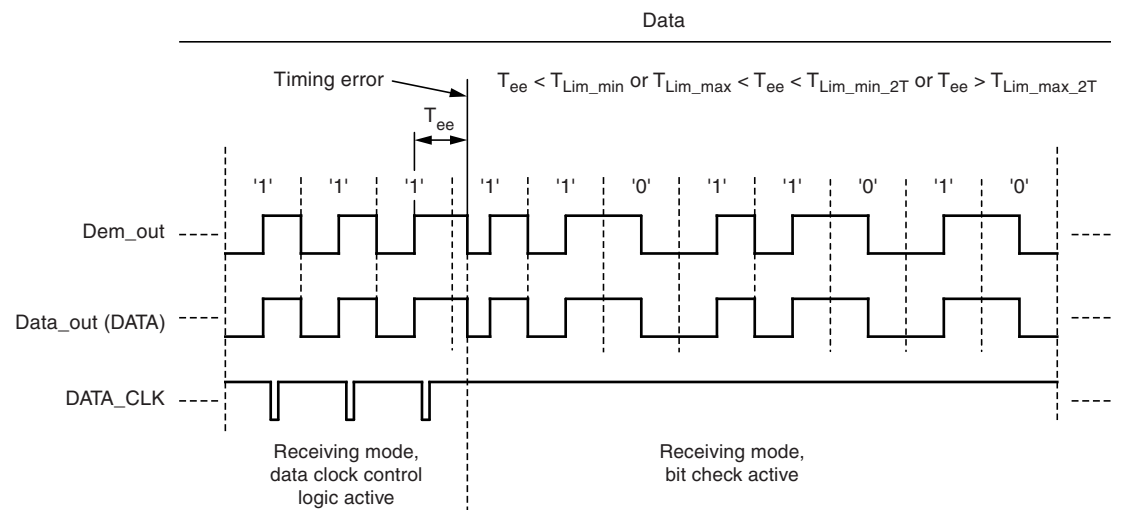 Data
Timing error
T_ee < T_Lim_min or T_Lim_max < T_ee < T_Lim_min_2T or T_ee > T_Lim_max_2T
T_ee
'1' '1' '1' '1' '1' '0' '1' '1' '0' '1' '0'
Dem_out
Data_out (DATA)
DATA_CLK
Receiving mode,
data clock control
logic active
Receiving mode,
bit check active